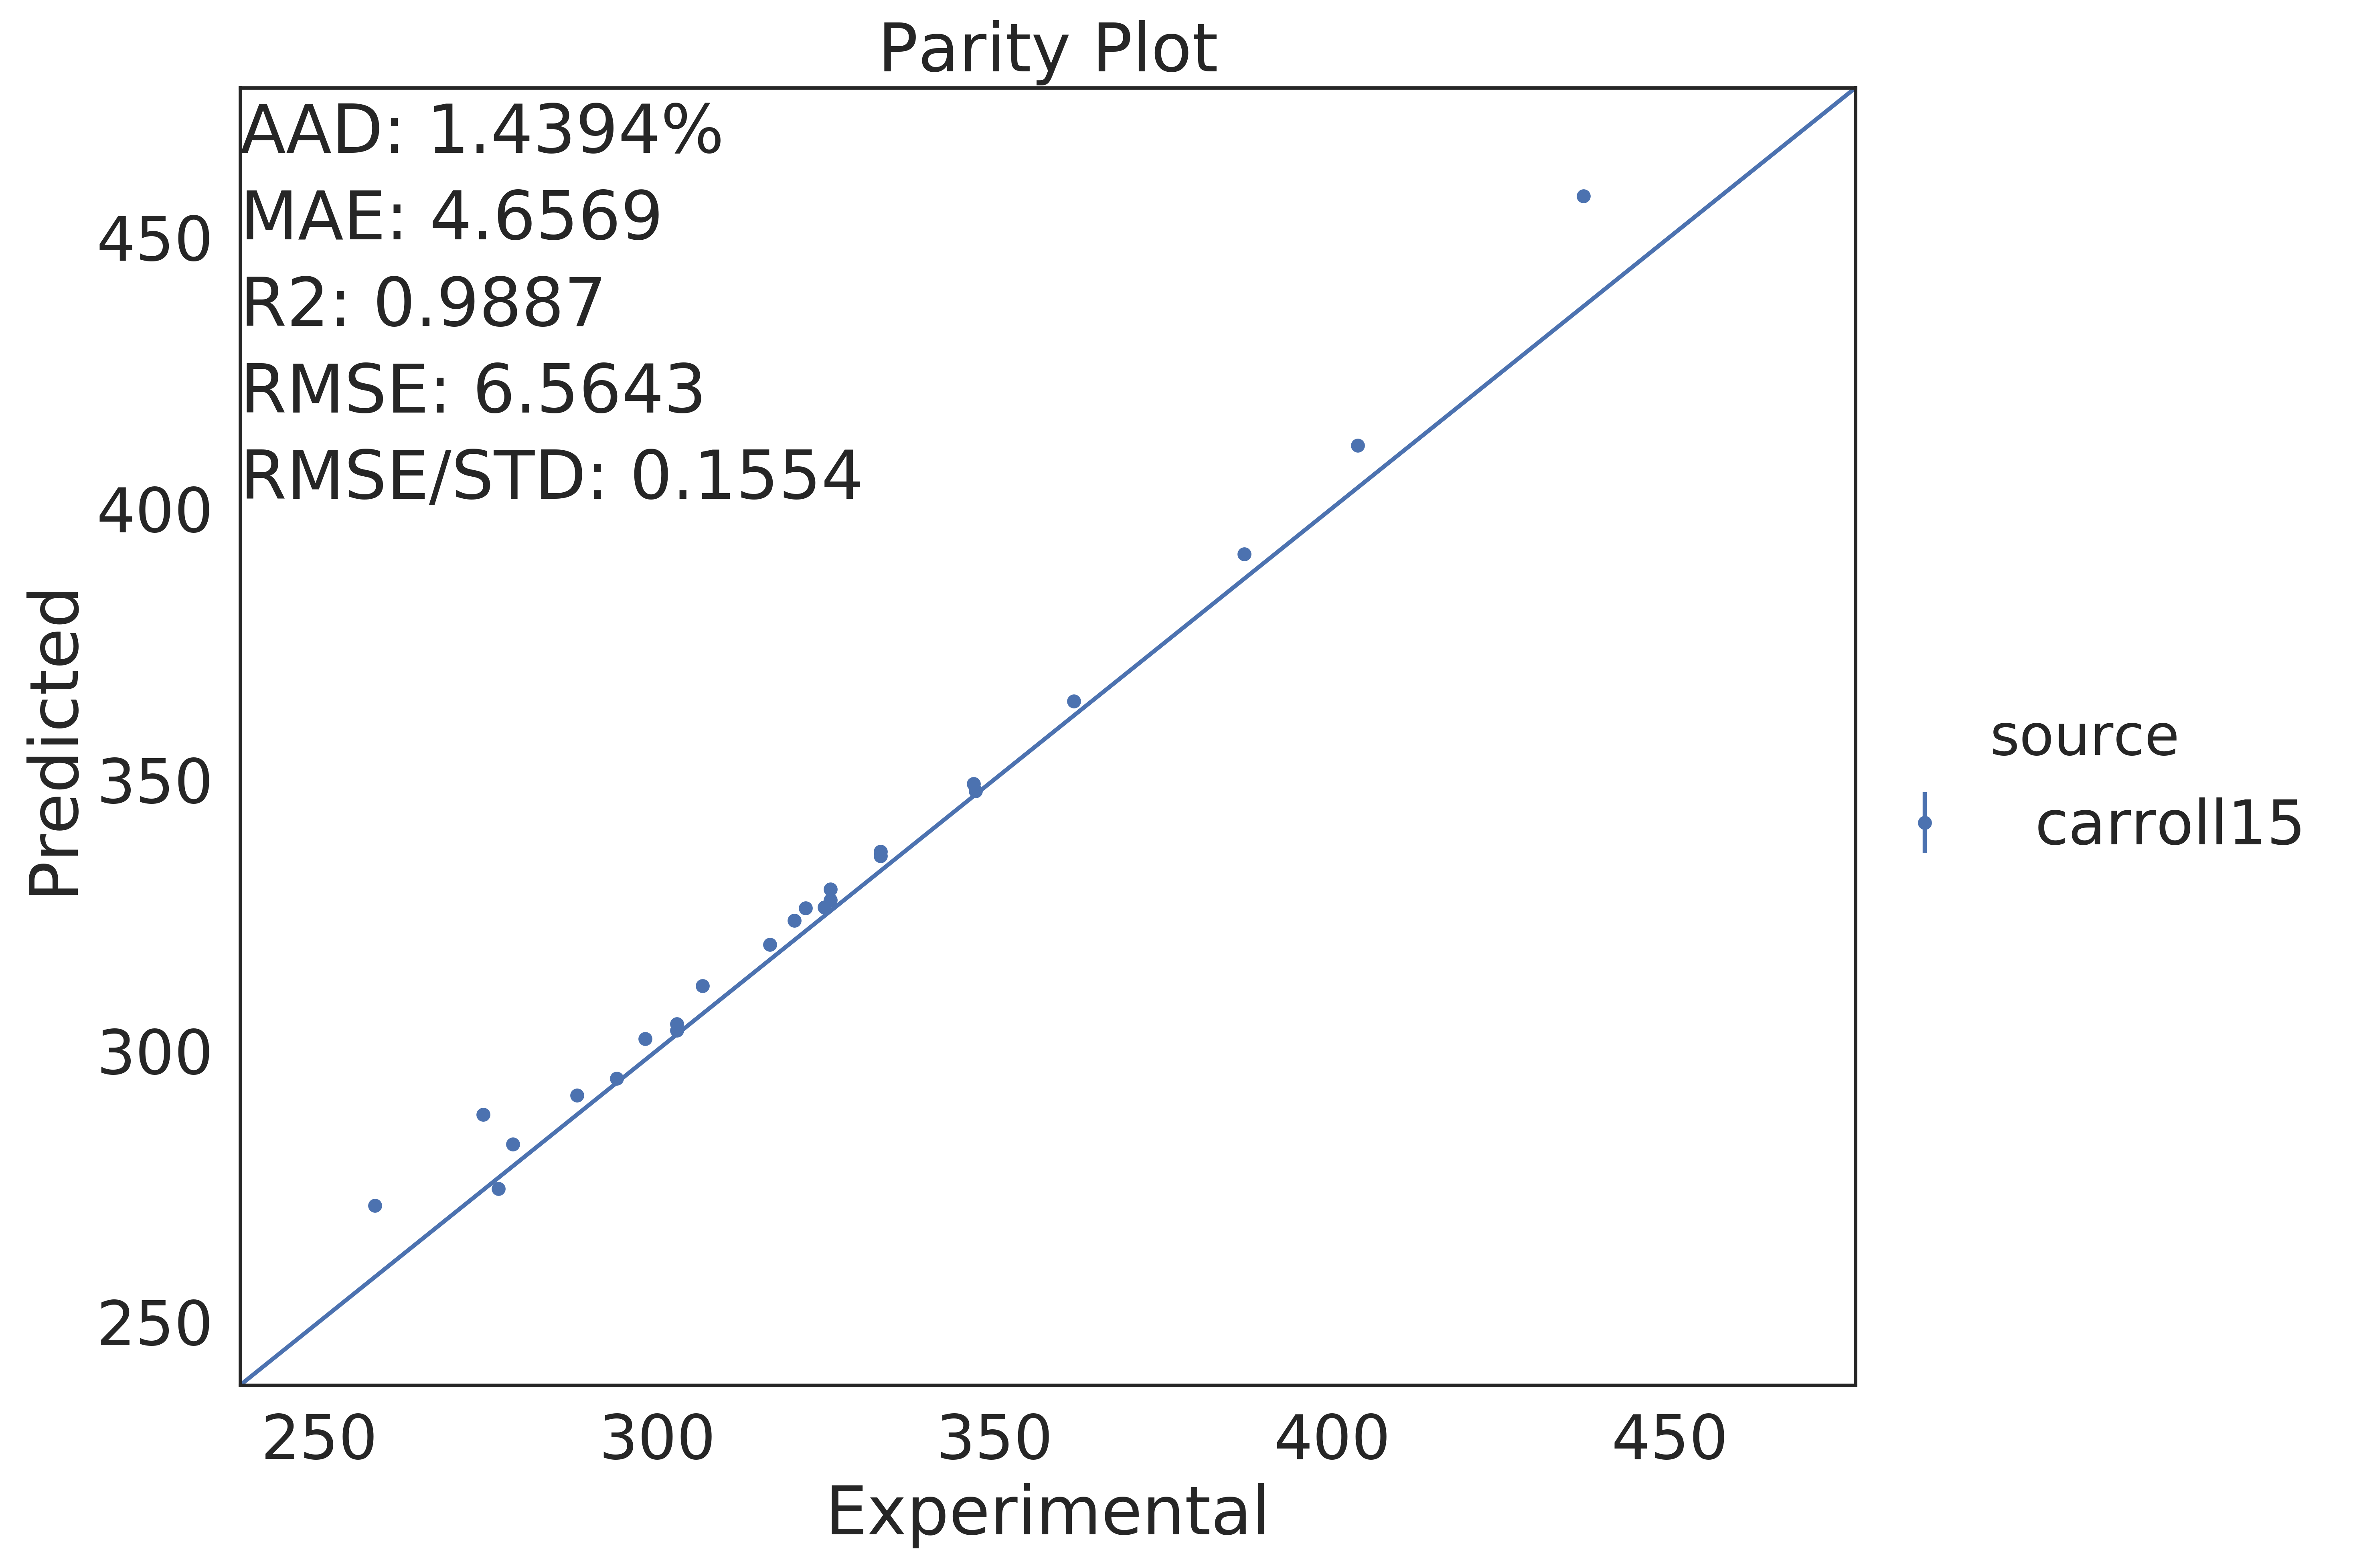 Parity Plot
AAD: 1.4394%
MAE: 4.6569
R2: 0.9887
RMSE: 6.5643
RMSE/STD: 0.1554
450
400
350
300
250
Predicted
250 300 350 400 450
Experimental
source
carroll15